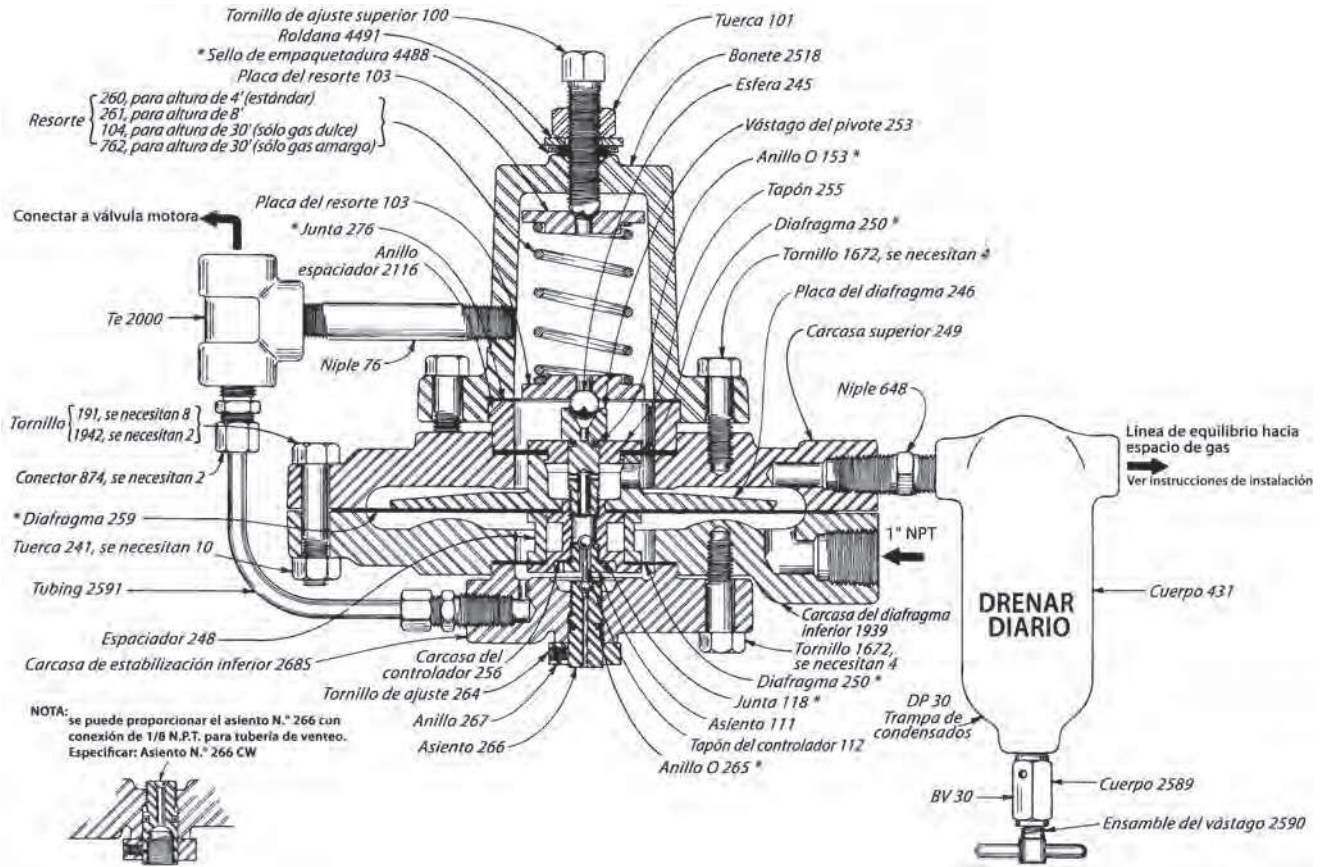 Tornillo de ajuste superior 100
Roldana 4491
* Sello de empaquetadura 4488
Placa del resorte 103
Resorte
260, para altura de 4' (estándar)
261, para altura de 8'
104, para altura de 30' (sólo gas dulce)
762, para altura de 30' (sólo gas amargo)
Tuerca 101
Bonete 2518
Esfera 245
Vástago del pivote 253
Anillo O 153 *
Tapón 255
Diafragma 250 *
Tornillo 1672, se necesitan 4
Placa del diafragma 246
Carcasa superior 249
Niple 648
Placa del resorte 103
* Junta 276
Anillo
espaciador 2116
Conectar a válvula motora
Te 2000
Niple 76
Tornillo
191, se necesitan 8
1942, se necesitan 2
Conector 874, se necesitan 2
* Diafragma 259
Tuerca 241, se necesitan 10
Tubing 2591
Espaciador 248
Carcasa de estabilización inferior 2685
Carcasa del
controlador 256
Tornillo de ajuste 264
Anillo 267
Asiento 266
Línea de equilibrio hacia
espacio de gas
Ver instrucciones de instalación
1" NPT
DRENAR
DIARIO
Cuerpo 431
Carcasa del diafragma
inferior 1939
Tornillo 1672,
se necesitan 4
Diafragma 250 *
Junta 118 *
Asiento 111
Tapón del controlador 112
Anillo O 265 *
DP 30
Trampa de
condensados
BV 30
Cuerpo 2589
Ensamble del vástago 2590
NOTA:
se puede proporcionar el asiento N.° 266 con
conexión de 1/8 N.P.T. para tubería de venteo.
Especificar: Asiento N.° 266 CW